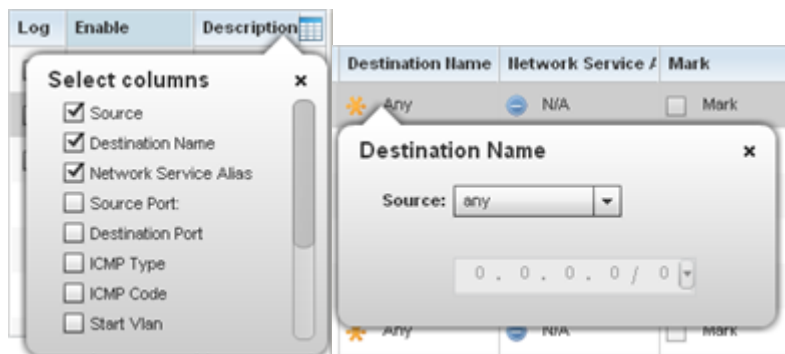 Log Enable Description
Select columns ×
Source
Destination Name
Network Service Alias
Source Port:
Destination Port
ICMP Type
ICMP Code
Start Vlan
Destination Name Network Service A Mark
Any N/A Mark
Destination Name ×
Source: any
0 . 0 . 0 . 0 / 0
Any N/A Mark